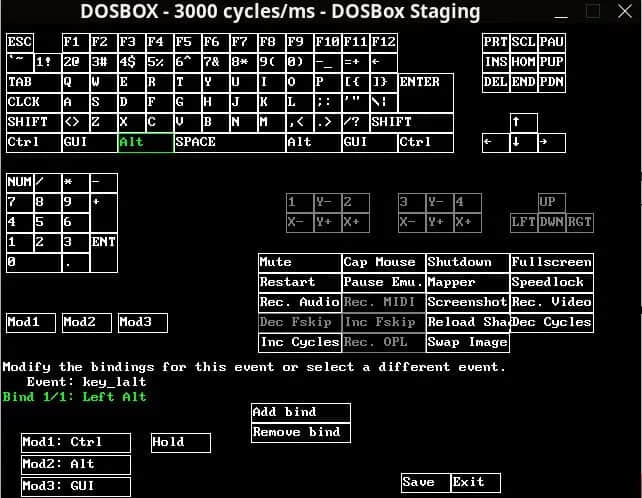 DOSBOX - 3000 cycles/ms - DOSBox Staging
ESC F1 F2 F3 F4 F5 F6 F7 F8 F9 F10 F11 F12 PRT SCL PAU
`~ 1! 2@ 3# 4$ 5% 6^ 7& 8* 9( 0) -_ =+ ← INS HOM PUP
TAB Q W E R T Y U I O P [{ ]} ENTER DEL END PDN
CLCK A S D F G H J K L ;: '" \¦
SHIFT <> Z X C V B N M ,< .> /? SHIFT ↑
Ctrl GUI Alt SPACE Alt GUI Ctrl ← ↓ →
NUM / * -
7 8 9 + 1 Y- 2 3 Y- 4 UP
4 5 6 X- Y+ X+ X- Y+ X+ LFT DWN RGT
1 2 3 ENT
0 .
Mute Cap Mouse Shutdown Fullscreen
Restart Pause Emu. Mapper Speedlock
Rec. Audio Rec. MIDI Screenshot Rec. Video
Mod1 Mod2 Mod3 Dec Fskip Inc Fskip Reload Shad Dec Cycles
Inc Cycles Rec. OPL Swap Image
Modify the bindings for this event or select a different event.
Event: key_lalt
Bind 1/1: Left Alt
Add bind
Remove bind
Mod1: Ctrl Hold
Mod2: Alt
Mod3: GUI Save Exit